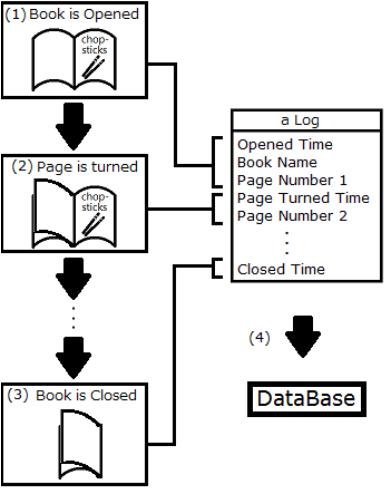 (1) Book is Opened
chop-
sticks
(2) Page is turned
chop-
sticks
(3) Book is Closed
a Log
Opened Time
Book Name
Page Number 1
Page Turned Time
Page Number 2
Closed Time
(4)
DataBase